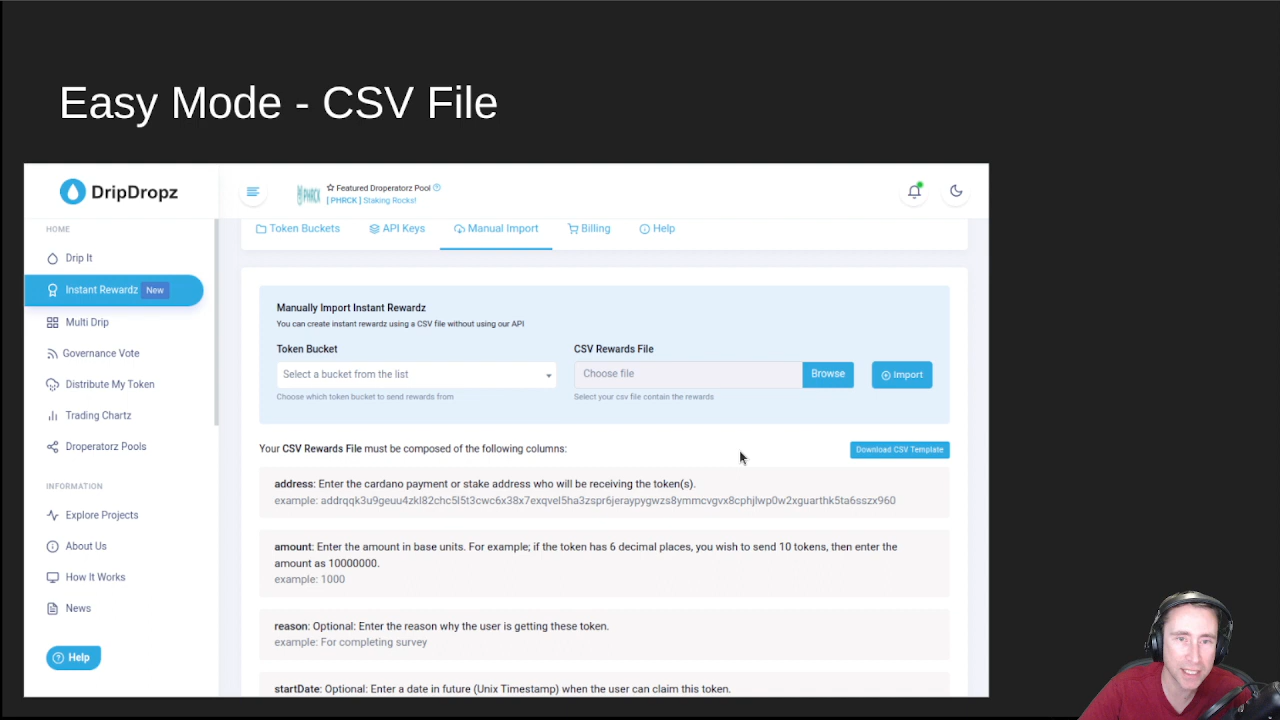 Easy Mode - CSV File
DripDropz
PHRCK
Featured Droperatorz Pool
[ PHRCK ] Staking Rocks!
HOME
Drip It
Instant Rewardz New
Multi Drip
Governance Vote
Distribute My Token
Trading Chartz
Droperatorz Pools
INFORMATION
Explore Projects
About Us
How It Works
News
Help
Token Buckets
API Keys
Manual Import
Billing
Help
Manually Import Instant Rewardz
You can create instant rewardz using a CSV file without using our API
Token Bucket
Select a bucket from the list
Choose which token bucket to send rewards from
CSV Rewards File
Choose file
Browse
Import
Select your csv file contain the rewards
Your CSV Rewards File must be composed of the following columns:
Download CSV Template
address: Enter the cardano payment or stake address who will be receiving the token(s).
example: addrqqk3u9geuu4zkl82chc5l5t3cwc6x38x7exqvel5ha3zspr6jeraypygwzs8ymmcvgvx8cphjlwp0w2xguarthk5ta6sszx960
amount: Enter the amount in base units. For example; if the token has 6 decimal places, you wish to send 10 tokens, then enter the
amount as 10000000.
example: 1000
reason: Optional: Enter the reason why the user is getting these token.
example: For completing survey
startDate: Optional: Enter a date in future (Unix Timestamp) when the user can claim this token.